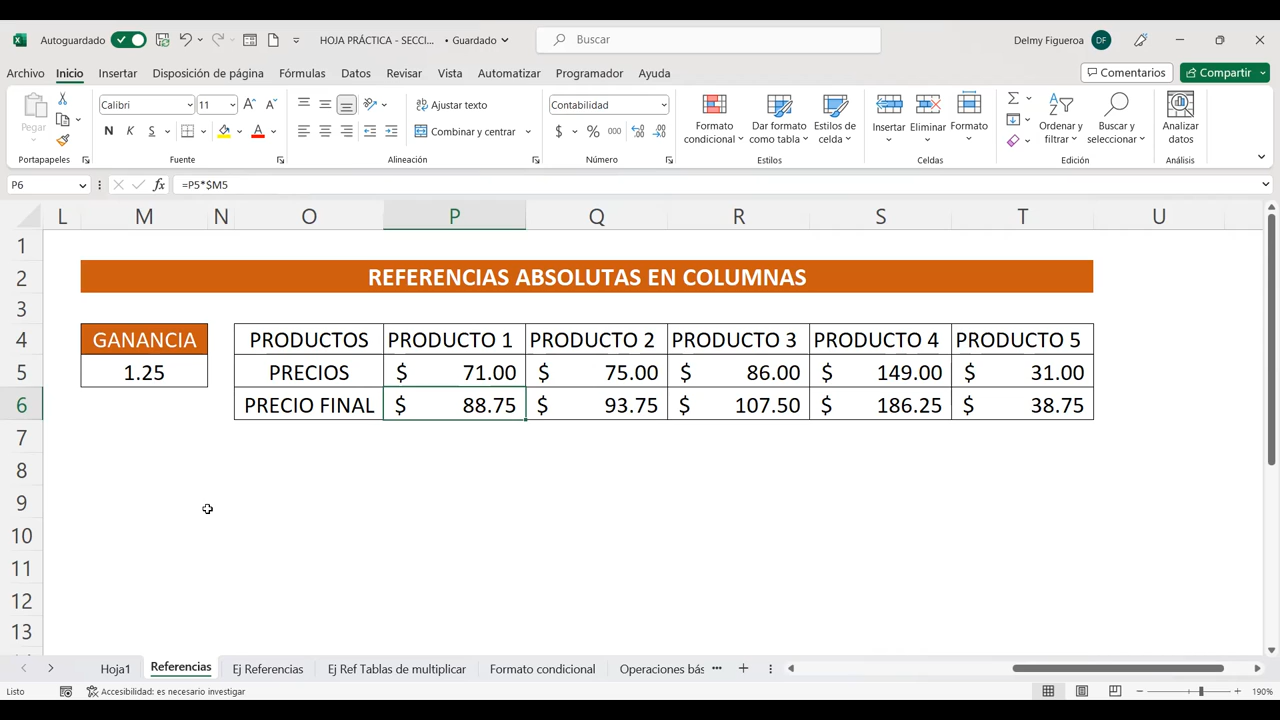 Autoguardado
HOJA PRÁCTICA - SECCI... • Guardado
Buscar
Delmy Figueroa
DF
Archivo Inicio Insertar Disposición de página Fórmulas Datos Revisar Vista Automatizar Programador Ayuda
Comentarios
Compartir
Pegar
Portapapeles
Calibri 11
N K S
Fuente
Ajustar texto
Combinar y centrar
Alineación
Contabilidad
$ % 000
Número
Formato condicional
Dar formato como tabla
Estilos de celda
Estilos
Insertar Eliminar Formato
Celdas
Ordenar y filtrar
Buscar y seleccionar
Edición
Analizar datos
Análisis
P6 fx =P5*$M5
L M N O P Q R S T U
1
2 REFERENCIAS ABSOLUTAS EN COLUMNAS
3
4 GANANCIA PRODUCTOS PRODUCTO 1 PRODUCTO 2 PRODUCTO 3 PRODUCTO 4 PRODUCTO 5
5 1.25 PRECIOS $ 71.00 $ 75.00 $ 86.00 $ 149.00 $ 31.00
6 PRECIO FINAL $ 88.75 $ 93.75 $ 107.50 $ 186.25 $ 38.75
7
8
9
10
11
12
13
Hoja1 Referencias Ej Referencias Ej Ref Tablas de multiplicar Formato condicional Operaciones bás ...
Listo
Accesibilidad: es necesario investigar
190%